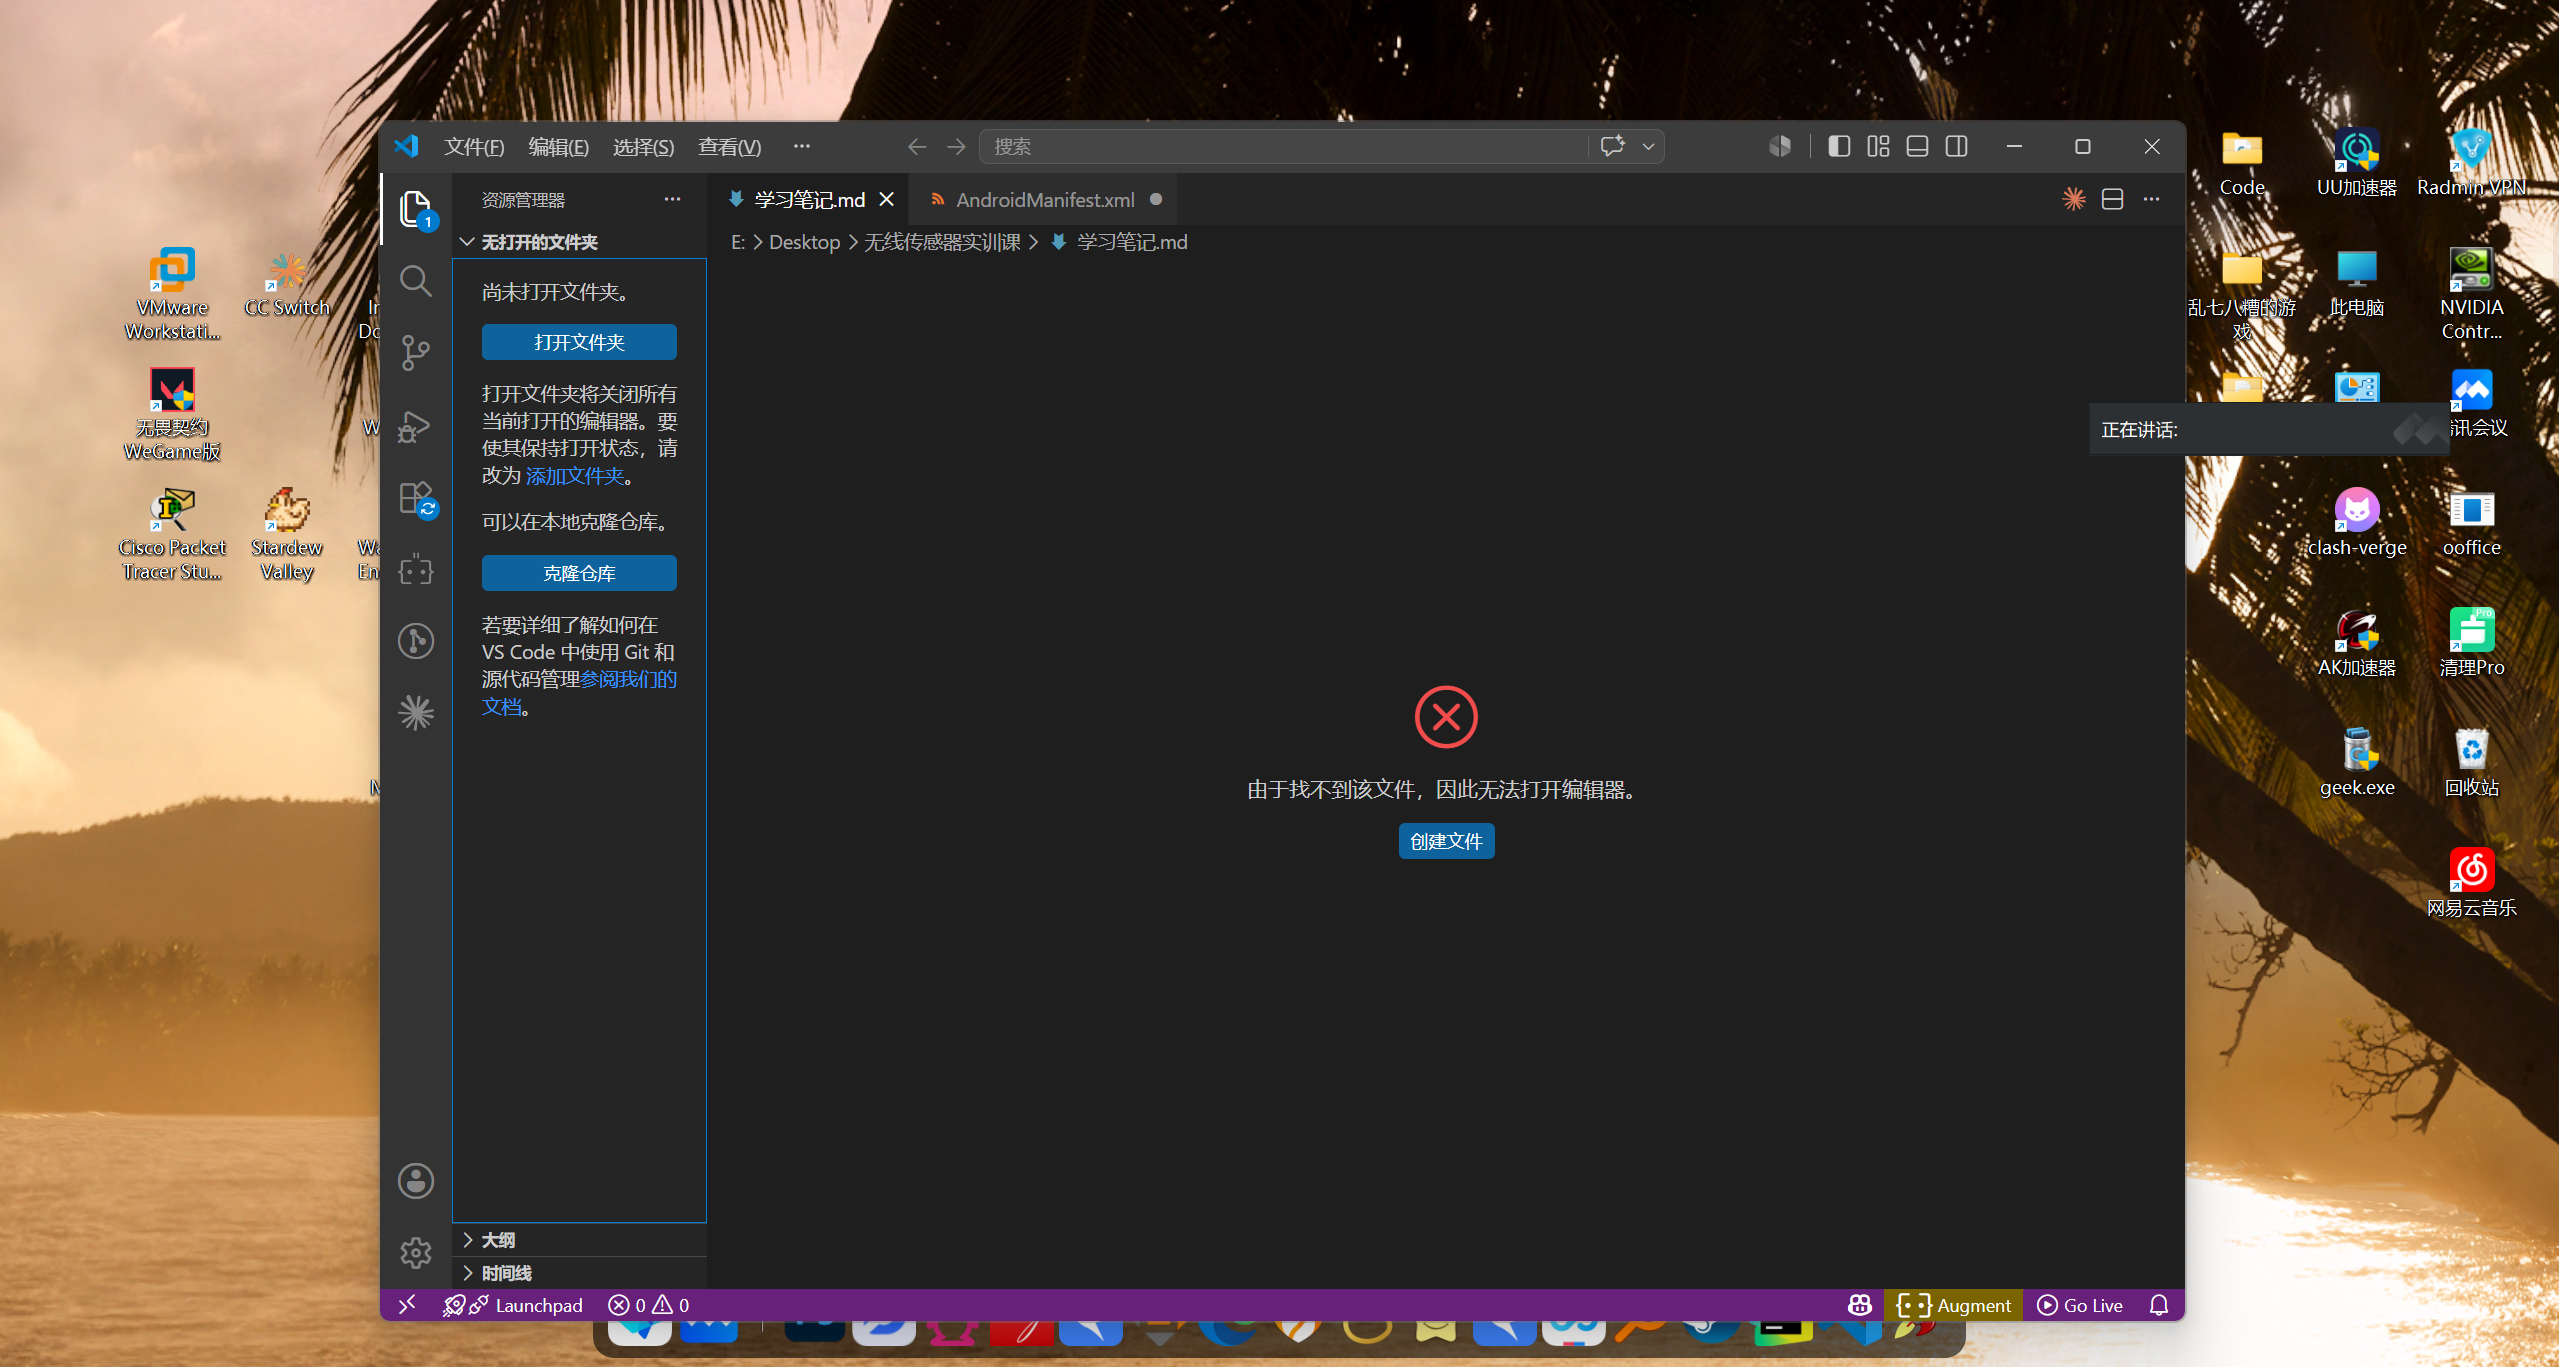 文件(F) 编辑(E) 选择(S) 查看(V) ··· 搜索
资源管理器 ···
学习笔记.md AndroidManifest.xml
E: > Desktop > 无线传感器实训课 > 学习笔记.md
无打开的文件夹
尚未打开文件夹。
打开文件夹
打开文件夹将关闭所有
当前打开的编辑器。要
使其保持打开状态，请
改为 添加文件夹。
可以在本地克隆仓库。
克隆仓库
若要详细了解如何在
VS Code 中使用 Git 和
源代码管理参阅我们的
文档。
大纲
时间线
由于找不到该文件，因此无法打开编辑器。
创建文件
1
Launchpad 0 0
Augment Go Live
VMware
Workstati...
CC Switch
无畏契约
WeGame版
Cisco Packet
Tracer Stu...
Stardew
Valley
Code
UU加速器
Radmin VPN
乱七八糟的游
戏
此电脑
NVIDIA
Contr...
正在讲话:
讯会议
clash-verge
ooffice
AK加速器
Pro
清理Pro
geek.exe
回收站
网易云音乐